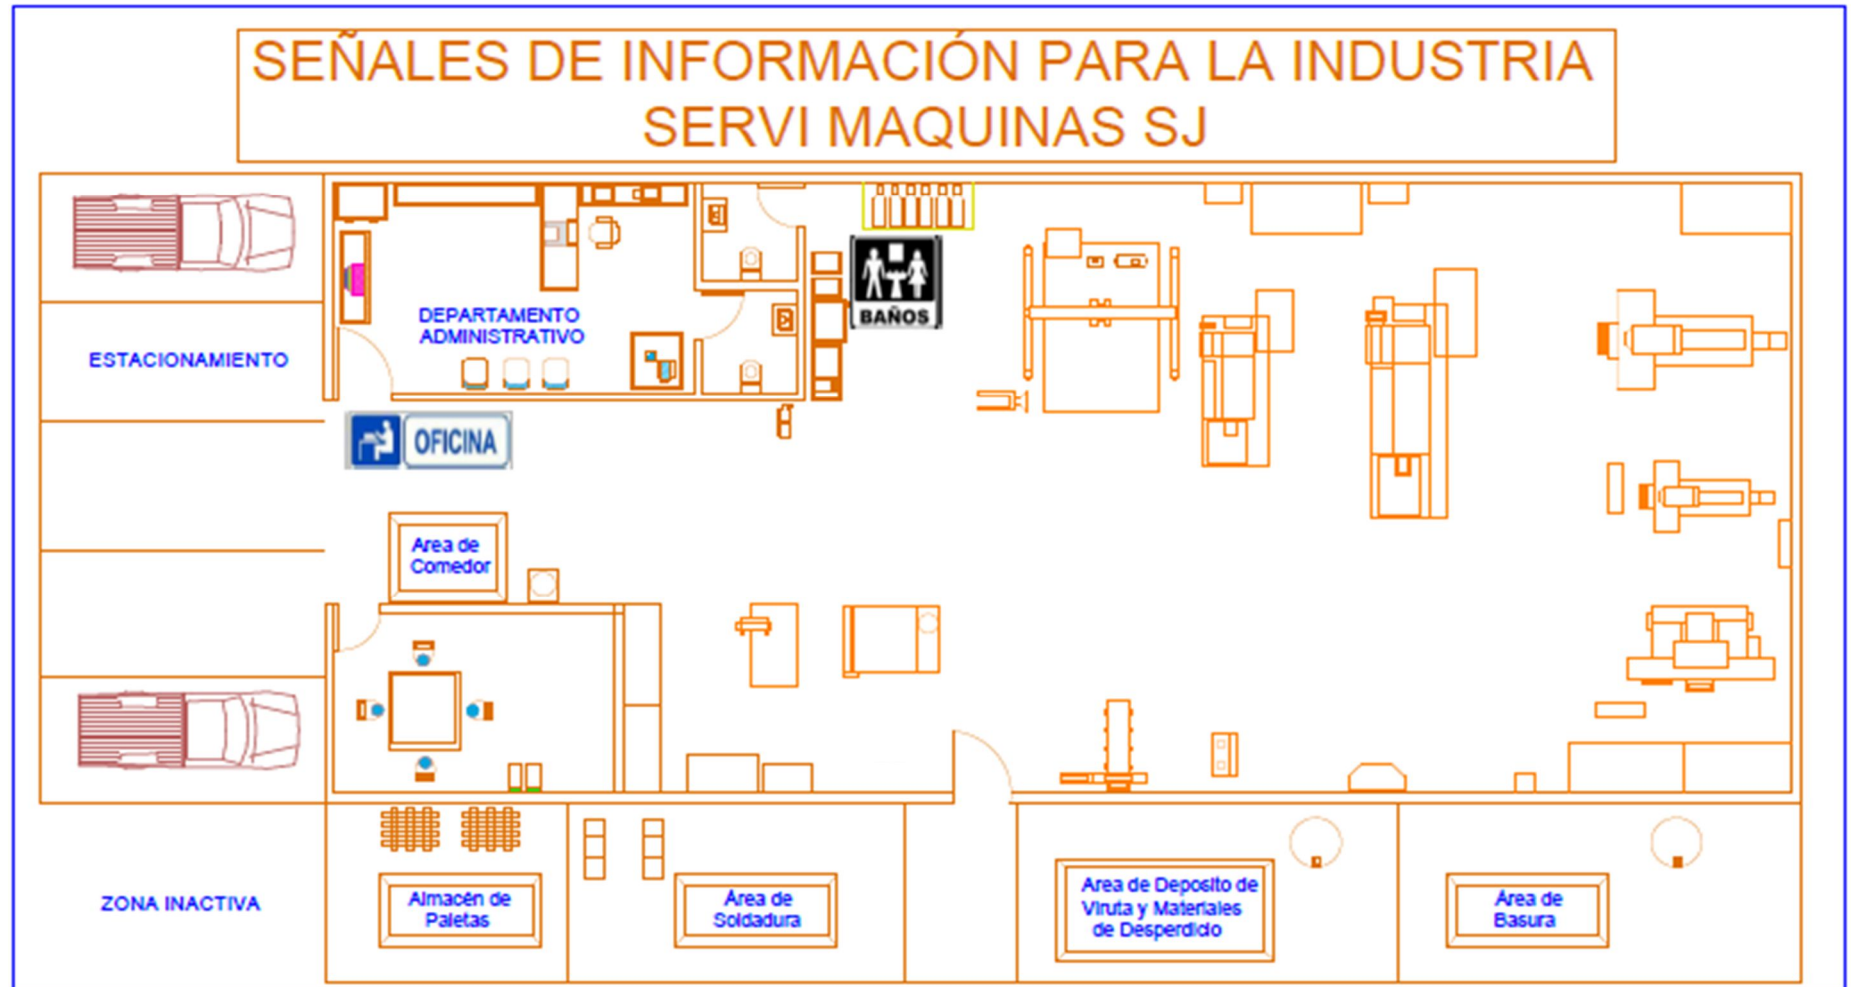 SEÑALES DE INFORMACIÓN PARA LA INDUSTRIA
SERVI MAQUINAS SJ
DEPARTAMENTO
ADMINISTRATIVO
BAÑOS
ESTACIONAMIENTO
OFICINA
Area de
Comedor
ZONA INACTIVA
Almacén de
Paletas
Área de
Soldadura
Area de Deposito de
Viruta y Materiales
de Desperdicio
Área de
Basura